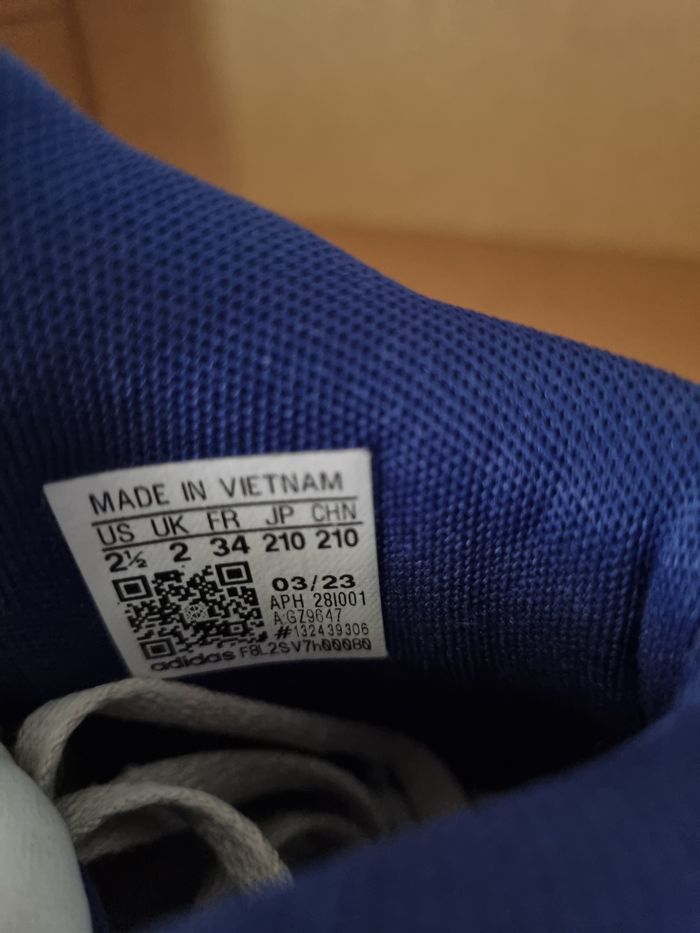 MADE IN VIETNAM
US UK FR JP CHN
2½ 2 34 210 210
03/23
APH 28I001
A:GZ9647
#132439306
adidas F8L2SV7h00080